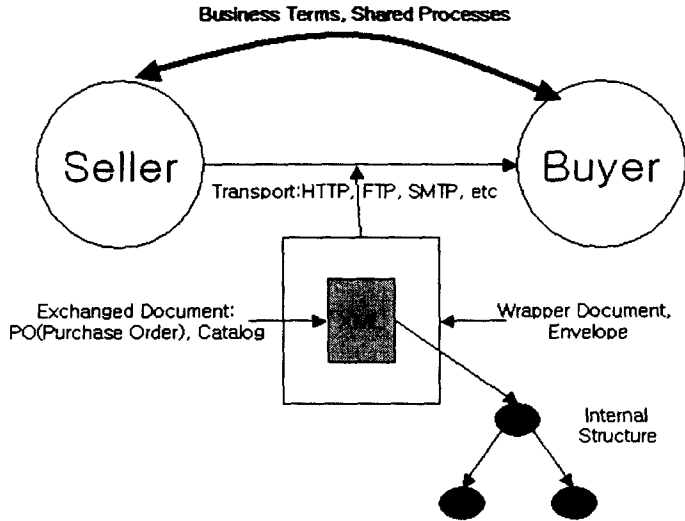 Business Terms, Shared Processes
Seller
Buyer
Transport:HTTP, FTP, SMTP, etc
Exchanged Document:
PO(Purchase Order), Catalog
XML
Wrapper Document,
Envelope
Internal
Structure